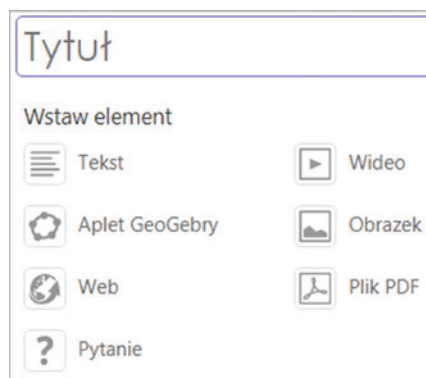 Tytuł
Wstaw element
Tekst
Wideo
Aplet GeoGebry
Obrazek
Web
Plik PDF
Pytanie